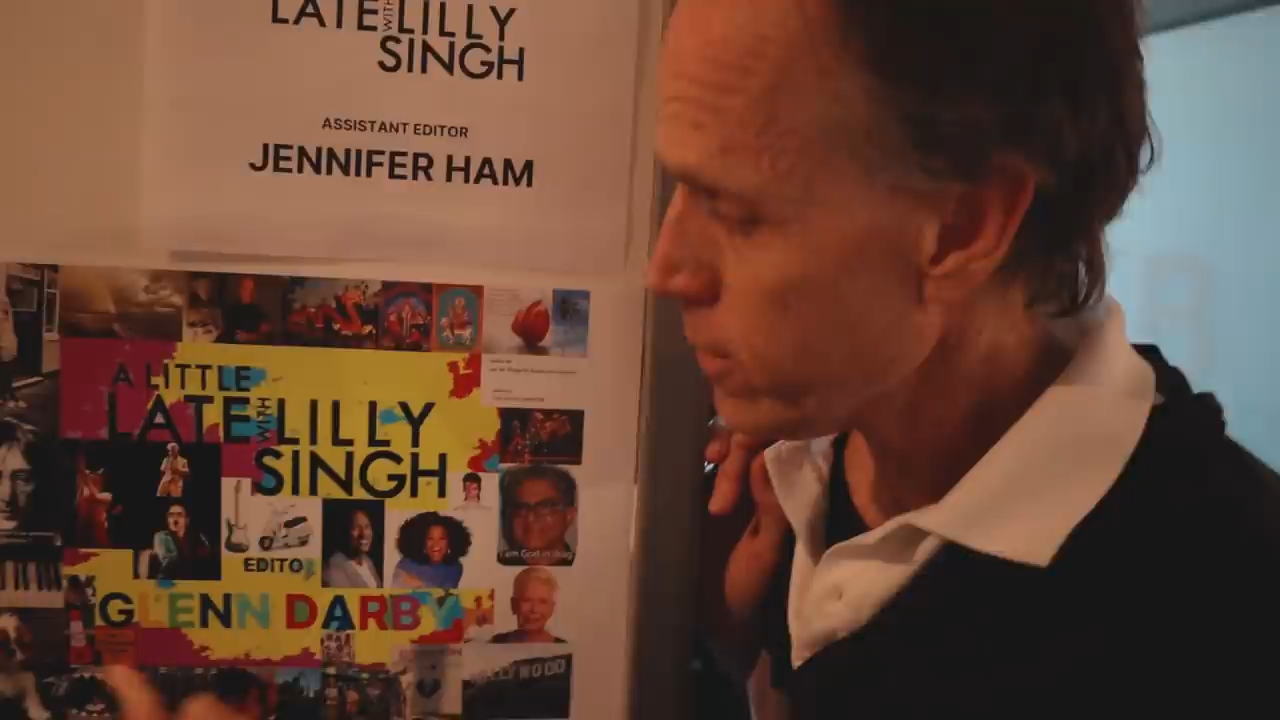 LATE WITH LILLY
SINGH
ASSISTANT EDITOR
JENNIFER HAM
A LITTLE
LATE WITH LILLY
SINGH
I am God in drag
EDITO
GLENN DARBY
HOLLYWOOD